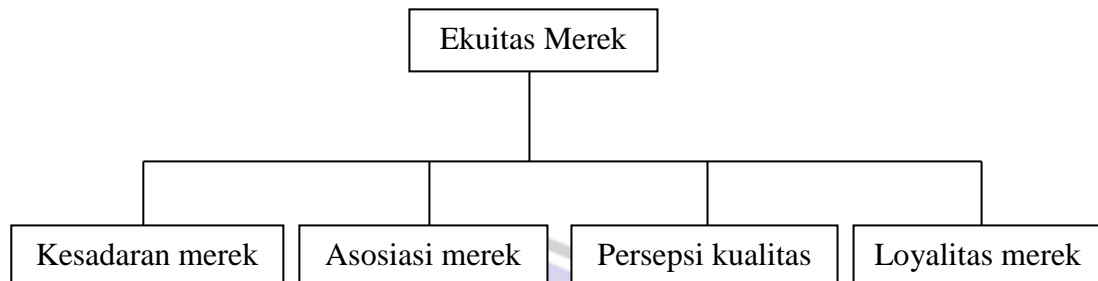 Ekuitas Merek
Kesadaran merek
Asosiasi merek
Persepsi kualitas
Loyalitas merek